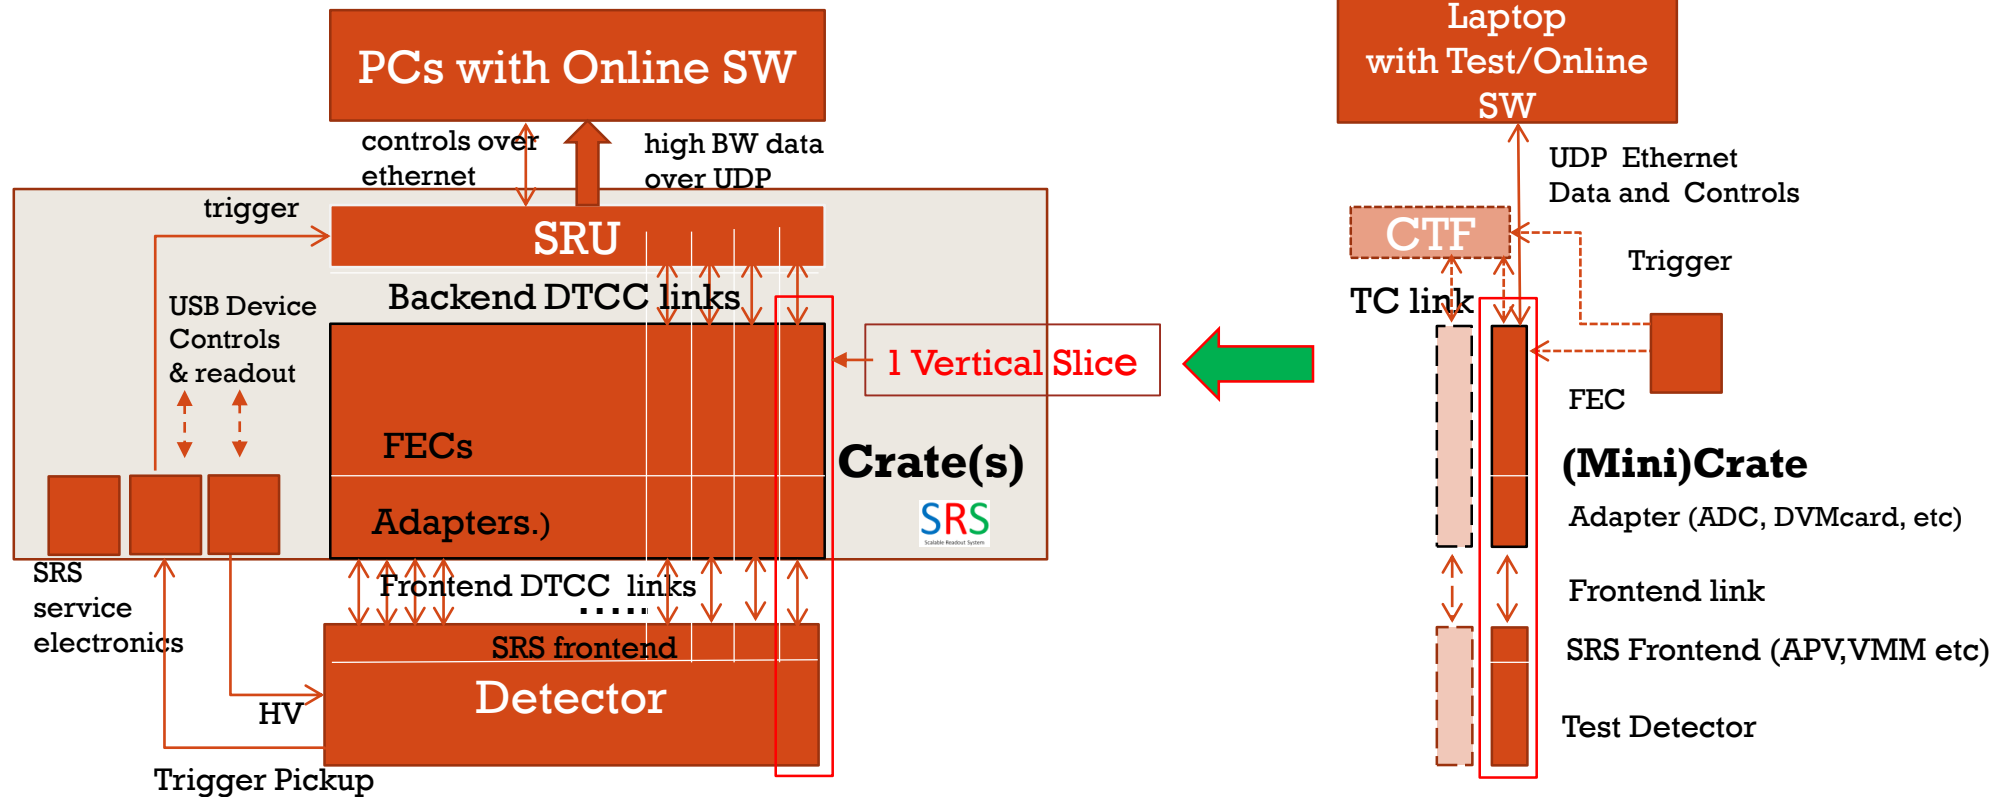 PCs with Online SW
controls over
ethernet
high BW data
over UDP
trigger
SRU
Backend DTCC links
USB Device
Controls
& readout
1 Vertical Slice
FECs
Adapters.)
Crate(s)
SRS
Scalable Readout System
SRS
service
electronics
Frontend DTCC links
.....
SRS frontend
Detector
HV
Trigger Pickup
Laptop
with Test/Online
SW
UDP Ethernet
Data and Controls
CTF
Trigger
TC link
FEC
(Mini)Crate
Adapter (ADC, DVMcard, etc)
Frontend link
SRS Frontend (APV,VMM etc)
Test Detector